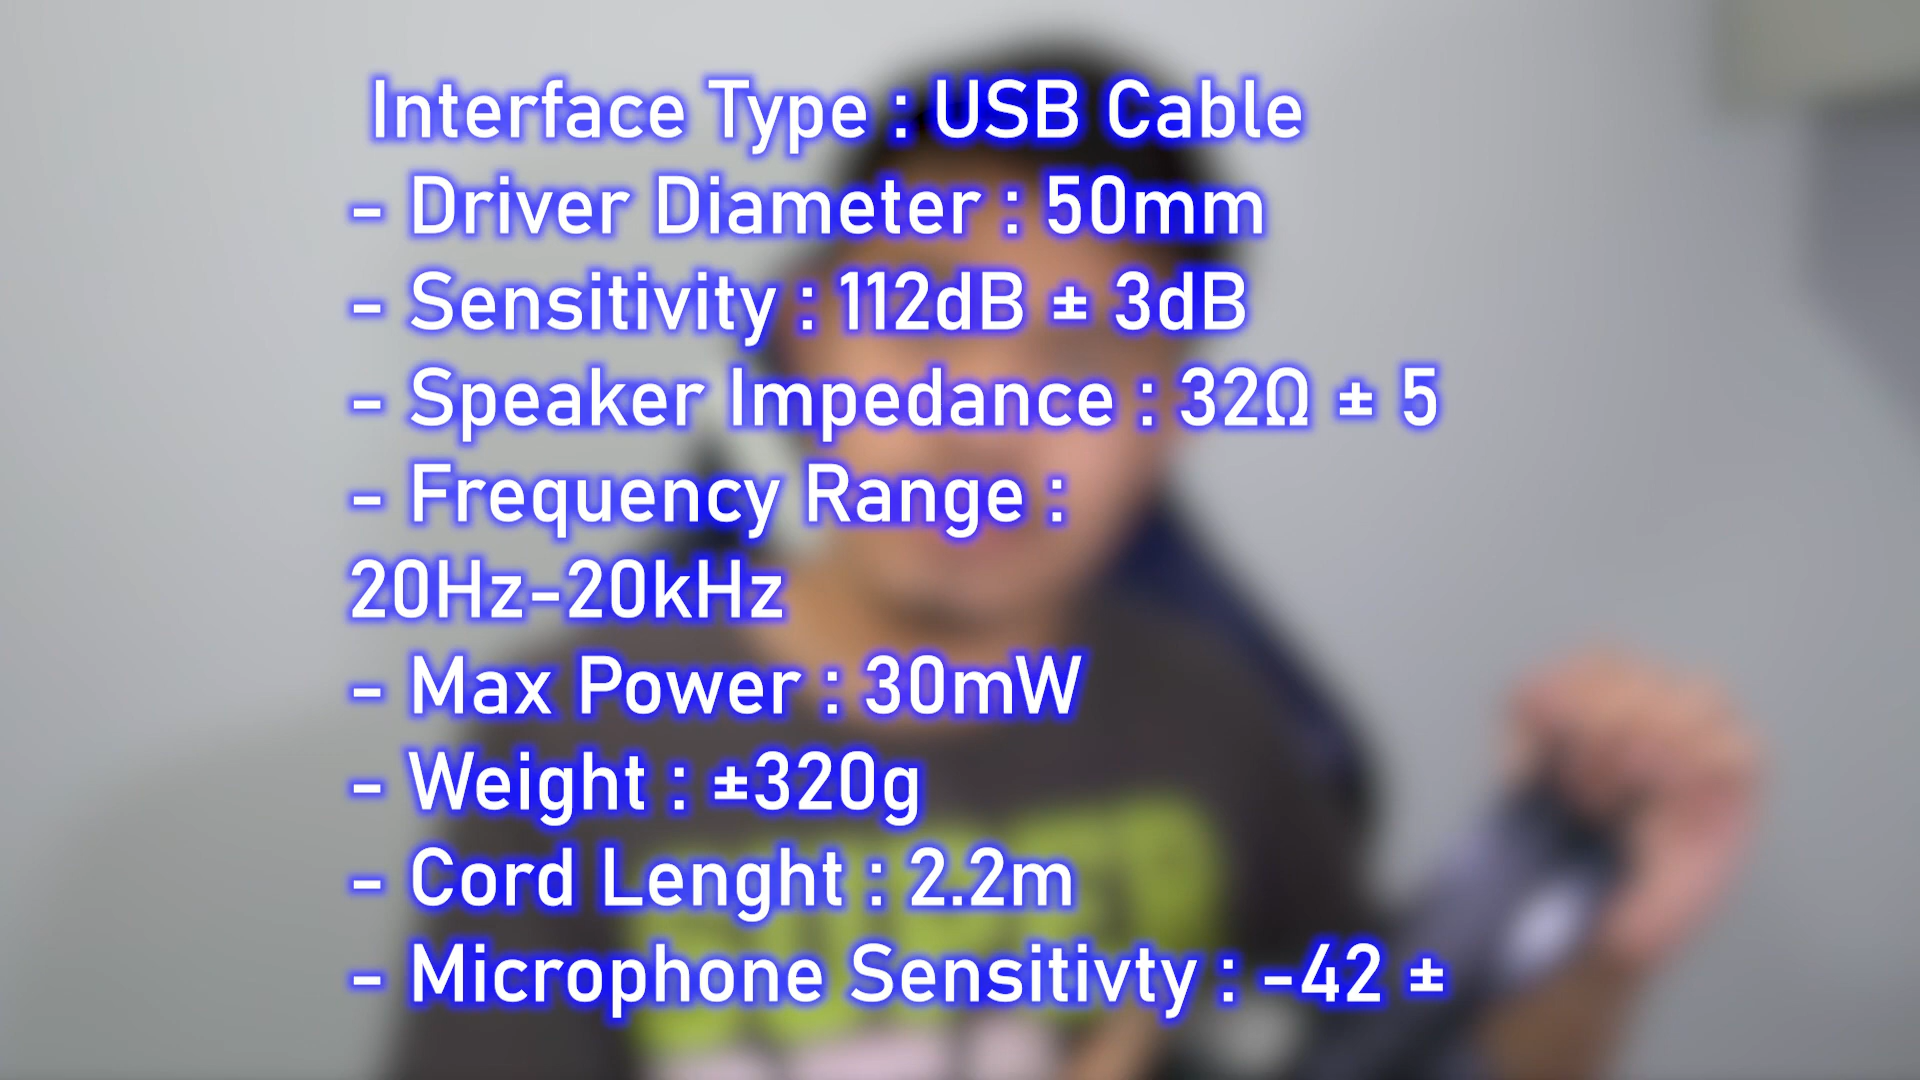 Interface Type : USB Cable
- Driver Diameter : 50mm
- Sensitivity : 112dB ± 3dB
- Speaker Impedance : 32Ω ± 5
- Frequency Range :
20Hz-20kHz
- Max Power : 30mW
- Weight : ±320g
- Cord Lenght : 2.2m
- Microphone Sensitivty : -42 ±